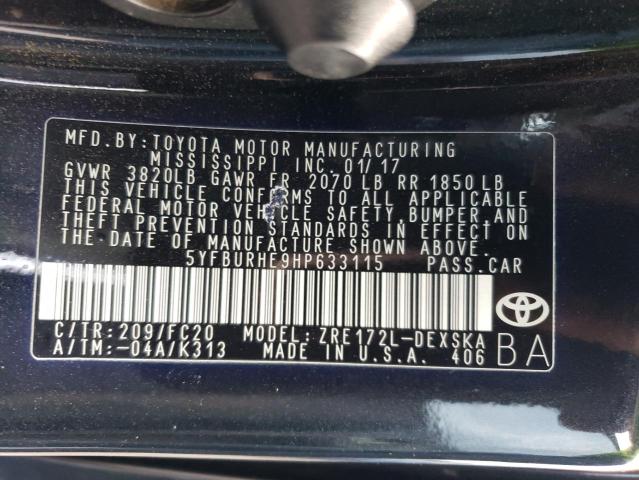 MFD.BY:TOYOTA MOTOR MANUFACTURING
MISSISSIPPI INC. 01/17
GVWR 3820LB GAWR FR 2070 LB RR 1850 LB
THIS VEHICLE CONFORMS TO ALL APPLICABLE
FEDERAL MOTOR VEHICLE SAFETY,BUMPER,AND
THEFT PREVENTION STANDARDS IN EFFECT ON
THE DATE OF MANUFACTURE SHOWN ABOVE.
5YFBURHE9HP633115 PASS.CAR
C/TR:209/FC20 MODEL:ZRE172L-DEXSKA
A/TM:-04A/K313 MADE IN U.S.A. 406
BA